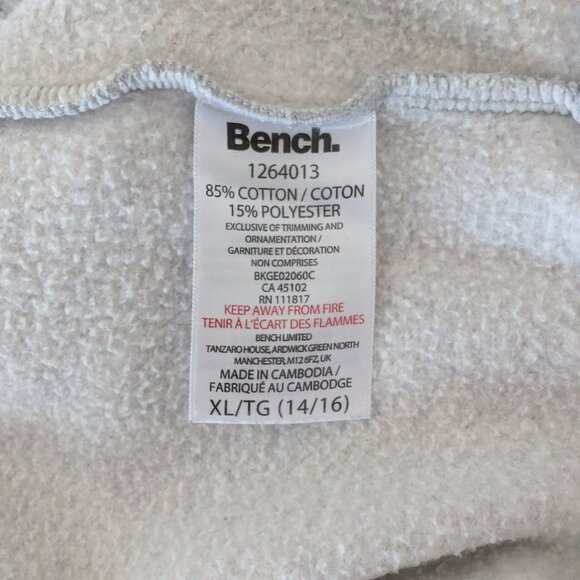 Bench.
1264013
85% COTTON / COTON
15% POLYESTER
EXCLUSIVE OF TRIMMING AND
ORNAMENTATION /
GARNITURE ET DÉCORATION
NON COMPRISES
BKGE02060C
CA 45102
RN 111817
KEEP AWAY FROM FIRE
TENIR À L'ÉCART DES FLAMMES
BENCH LIMITED
TANZARO HOUSE, ARDWICK GREEN NORTH
MANCHESTER, M12 6FZ, UK
MADE IN CAMBODIA /
FABRIQUÉ AU CAMBODGE
XL/TG (14/16)